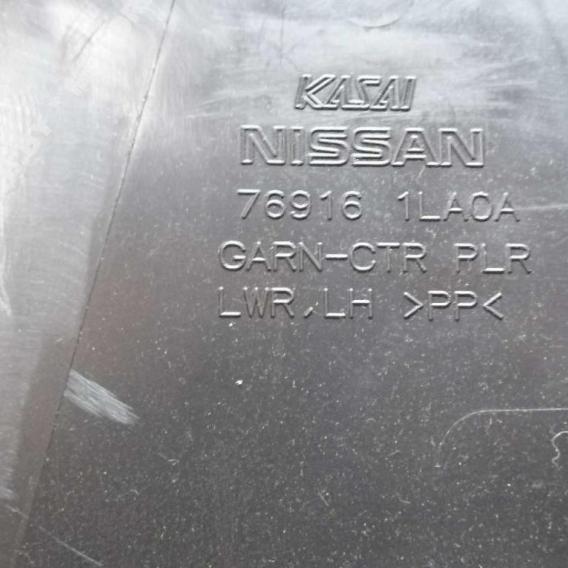 KASAI
NISSAN
76916 1LA0A
GARN-CTR PLR
LWR,LH >PP<